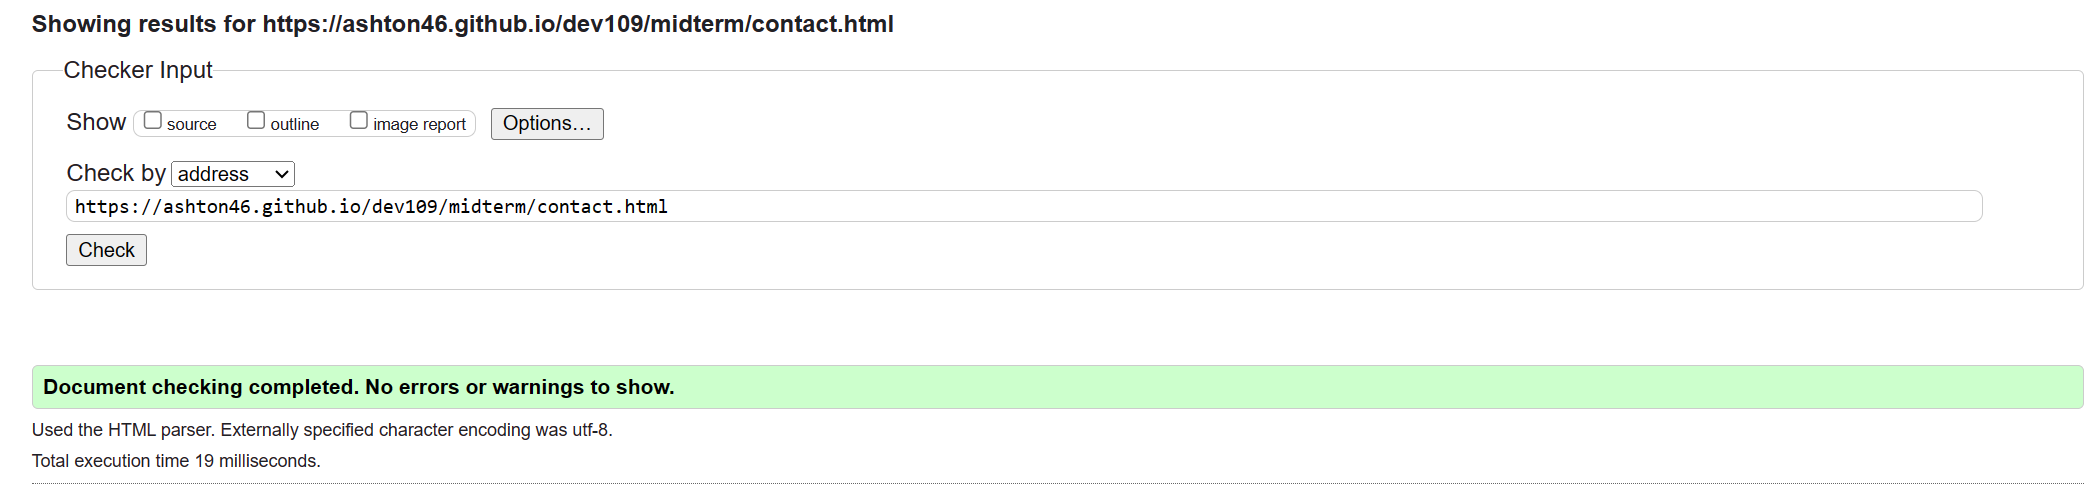 Showing results for https://ashton46.github.io/dev109/midterm/contact.html
Checker Input
Show source outline image report Options...
Check by address
https://ashton46.github.io/dev109/midterm/contact.html
Check
Document checking completed. No errors or warnings to show.
Used the HTML parser. Externally specified character encoding was utf-8.
Total execution time 19 milliseconds.